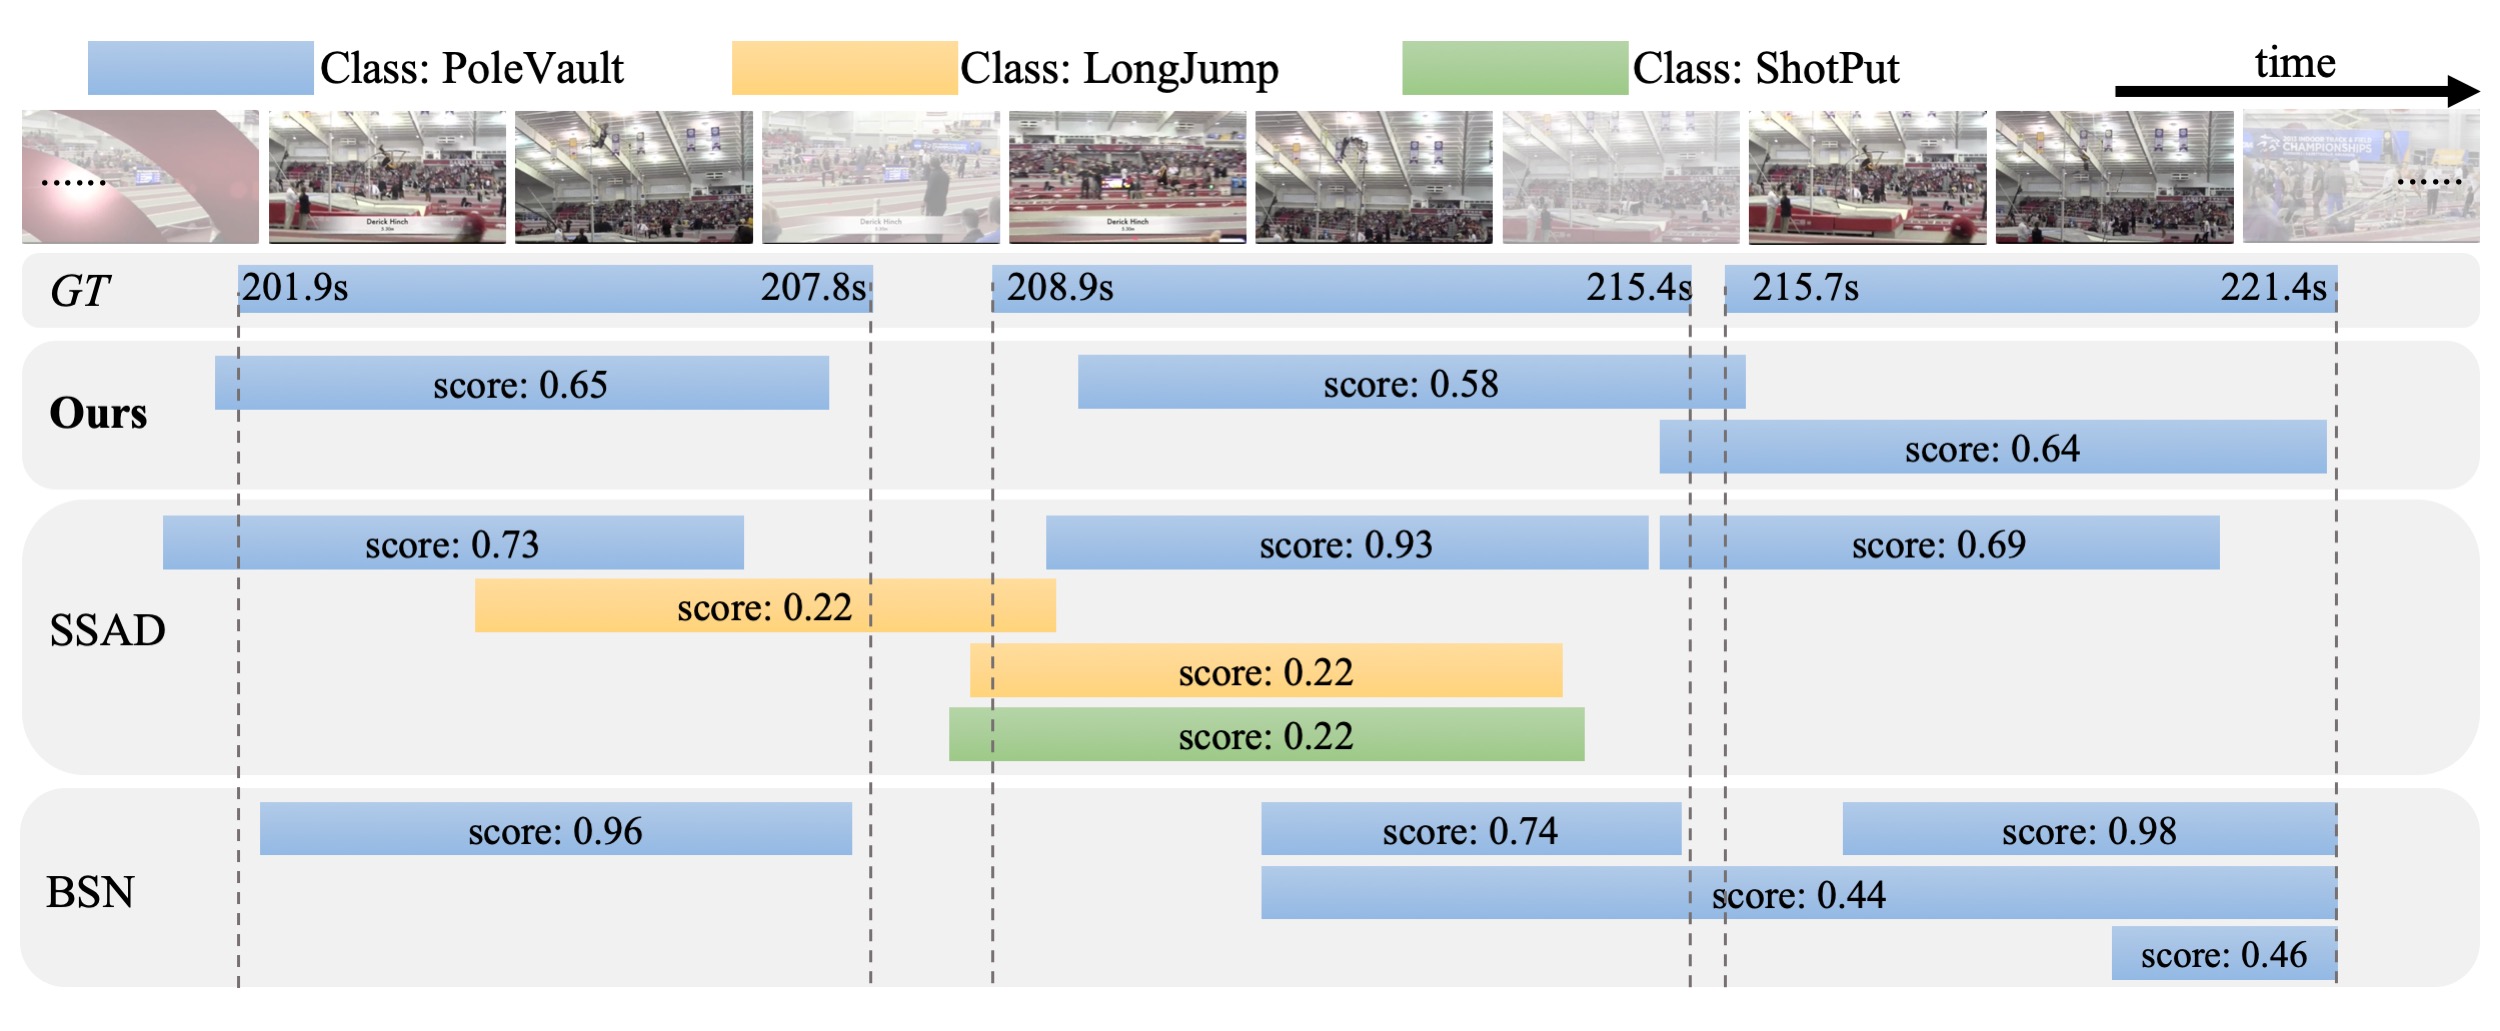 Class: PoleVault
Class: LongJump
Class: ShotPut
time
......
Derick Hinch
Derick Hinch
Derick Hinch
CHAMPIONSHIPS
......
GT
201.9s
207.8s
208.9s
215.4s
215.7s
221.4s
Ours
score: 0.65
score: 0.58
score: 0.64
SSAD
score: 0.73
score: 0.93
score: 0.69
score: 0.22
score: 0.22
score: 0.22
BSN
score: 0.96
score: 0.74
score: 0.98
score: 0.44
score: 0.46